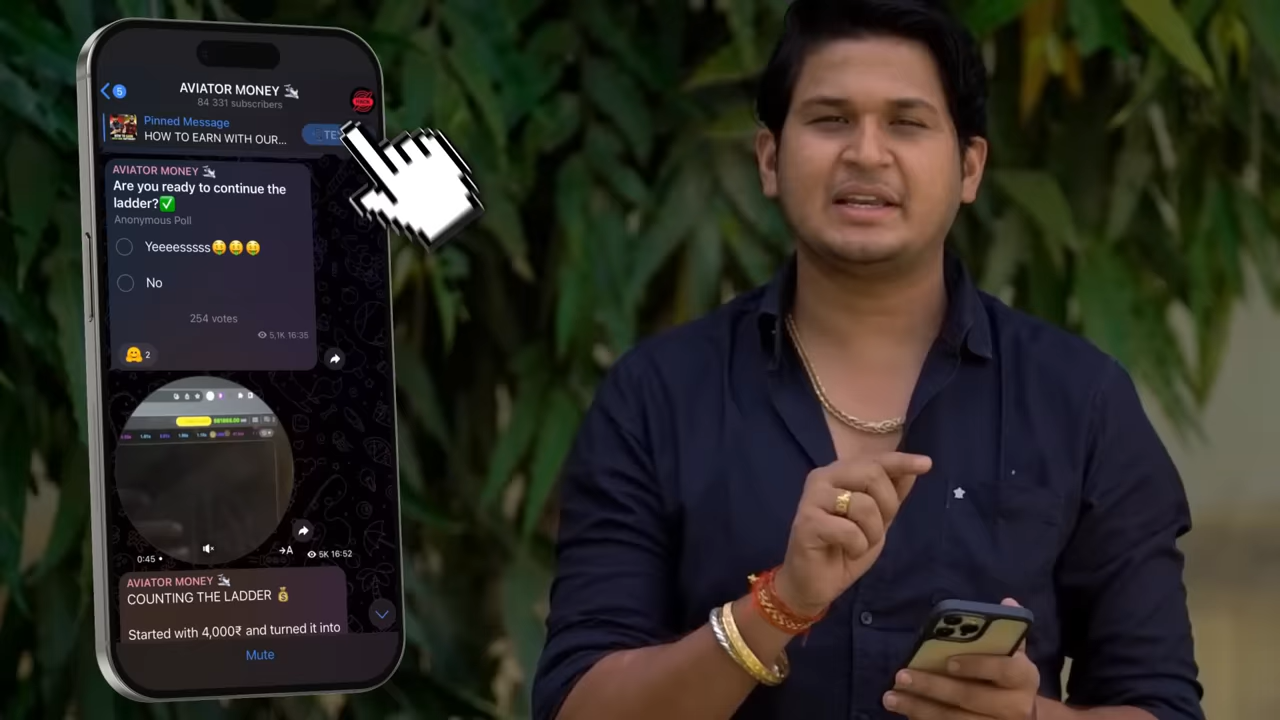 5
AVIATOR MONEY
84 331 subscribers
Pinned Message
HOW TO EARN WITH OUR...
AVIATOR MONEY
Are you ready to continue the
ladder?✅
Anonymous Poll
Yeeeesssss🤑🤑🤑
No
254 votes
5,1K 16:35
🤗 2
0:45
→A
5K 16:52
AVIATOR MONEY
COUNTING THE LADDER 💰
Started with 4,000₹ and turned it into
Mute